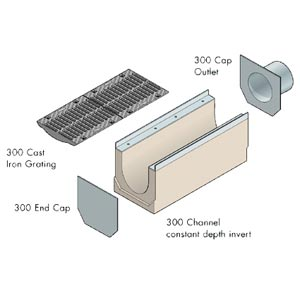 300 Cap
Outlet
300 Cast
Iron Grating
300 End Cap
300 Channel
constant depth invert